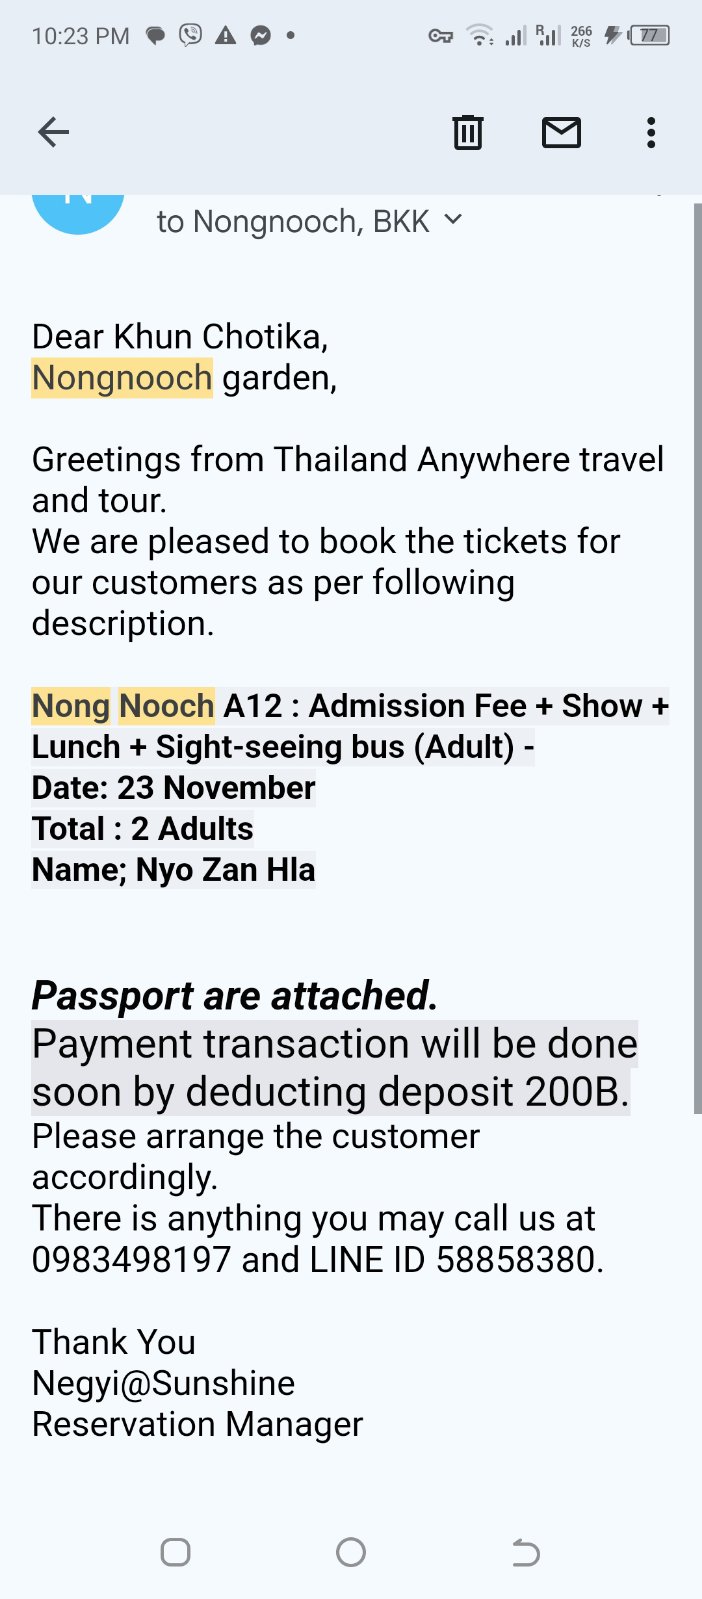 10:23 PM
R
266
K/S
77
to Nongnooch, BKK
Dear Khun Chotika,
Nongnooch garden,
Greetings from Thailand Anywhere travel
and tour.
We are pleased to book the tickets for
our customers as per following
description.
Nong Nooch A12 : Admission Fee + Show +
Lunch + Sight-seeing bus (Adult) -
Date: 23 November
Total : 2 Adults
Name; Nyo Zan Hla
Passport are attached.
Payment transaction will be done
soon by deducting deposit 200B.
Please arrange the customer
accordingly.
There is anything you may call us at
0983498197 and LINE ID 58858380.
Thank You
Negyi@Sunshine
Reservation Manager